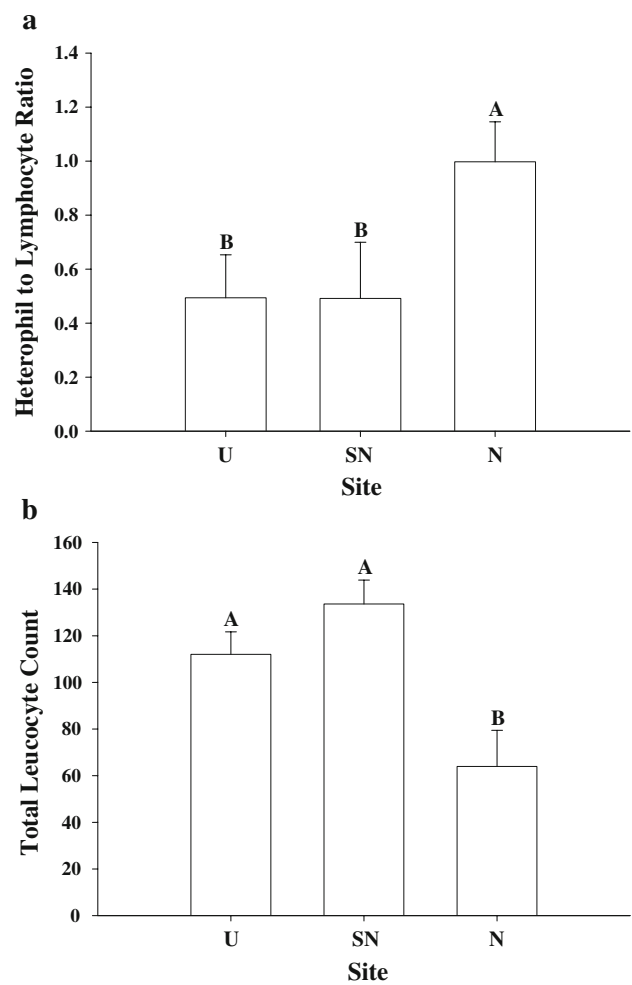 a
Heterophil to Lymphocyte Ratio
1.4
1.2
1.0
0.8
0.6
0.4
0.2
0.0
B
B
A
U SN N
Site
b
Total Leucocyte Count
160
140
120
100
80
60
40
20
0
A
A
B
U SN N
Site